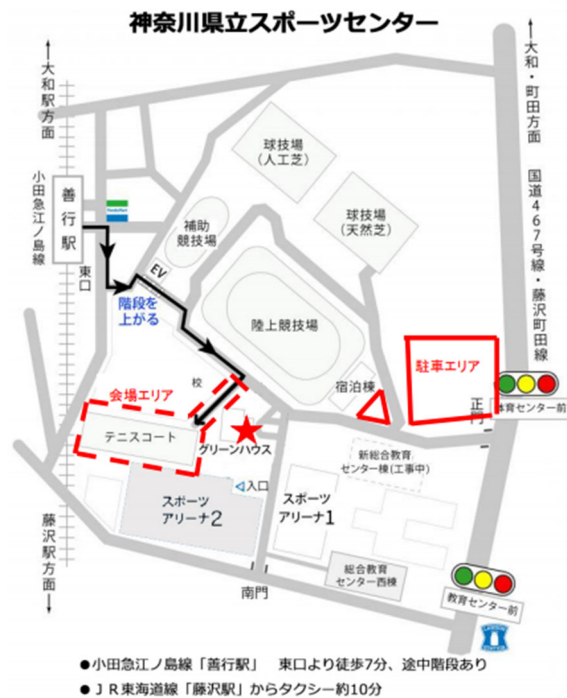 神奈川県立スポーツセンター
大和駅方面
大和・町田方面
国道467号線・藤沢町田線
小田急江ノ島線
善行駅
FamilyMart
東口
EV
階段を
上がる
補助
競技場
球技場
(人工芝)
球技場
(天然芝)
陸上競技場
宿泊棟
駐車エリア
正門
体育センター前
会場エリア
校
テニスコート
グリーンハウス
新総合教育
センター棟(工事中)
入口
スポーツ
アリーナ2
スポーツ
アリーナ1
総合教育
センター西棟
南門
教育センター前
藤沢駅方面
●小田急江ノ島線「善行駅」　東口より徒歩7分、途中階段あり
●ＪＲ東海道線「藤沢駅」からタクシー約10分